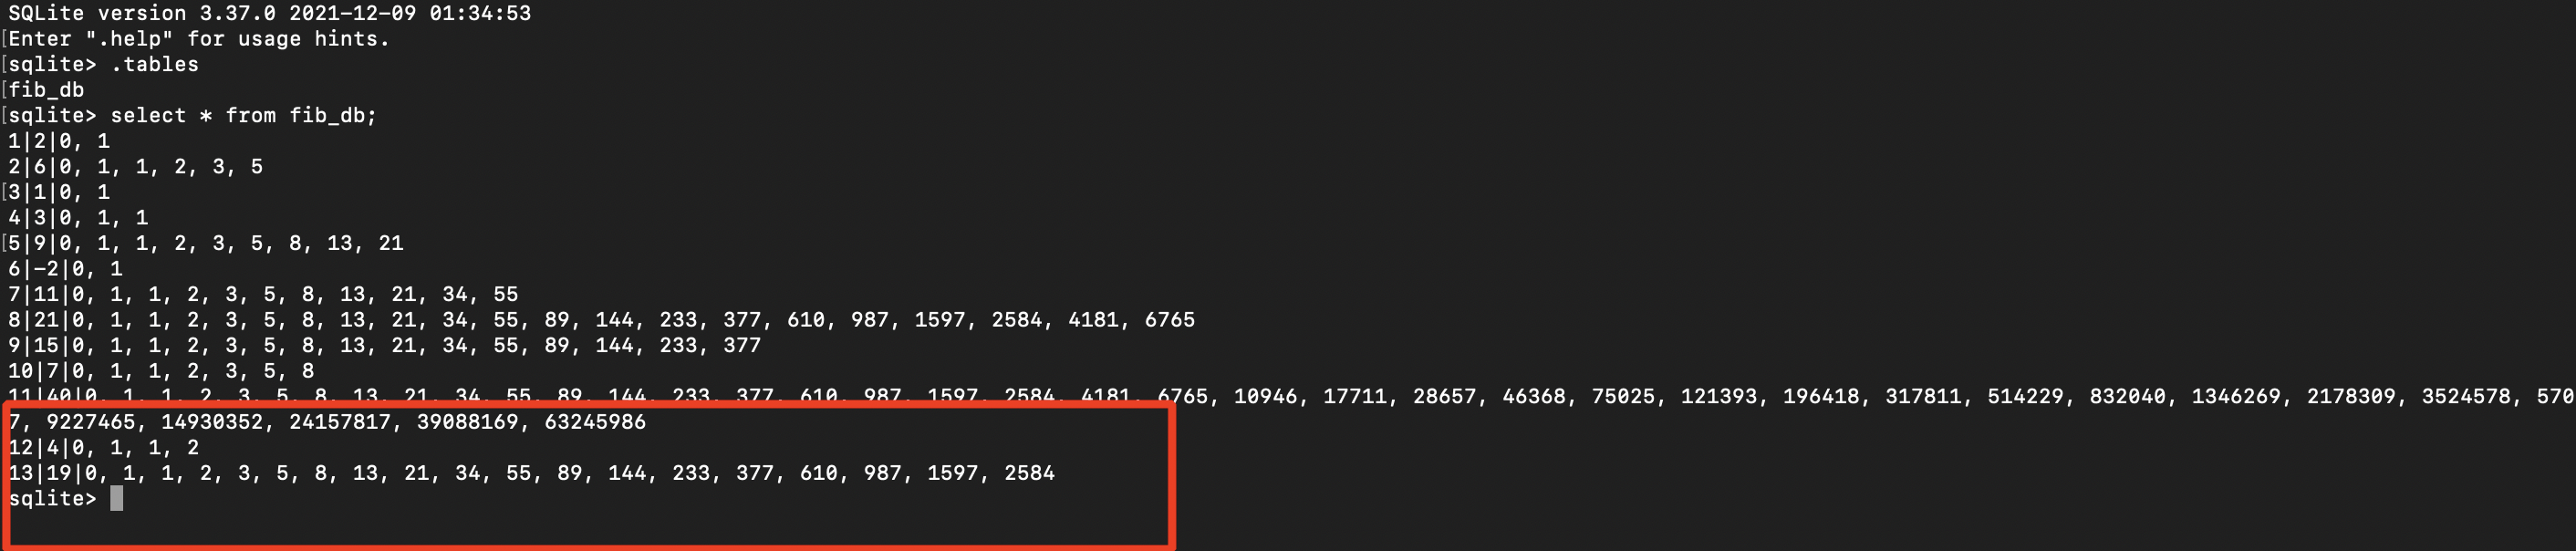 SQLite version 3.37.0 2021-12-09 01:34:53
[Enter ".help" for usage hints.
[sqlite> .tables
[fib_db
[sqlite> select * from fib_db;
1|2|0, 1
2|6|0, 1, 1, 2, 3, 5
[3|1|0, 1
4|3|0, 1, 1
[5|9|0, 1, 1, 2, 3, 5, 8, 13, 21
6|-2|0, 1
7|11|0, 1, 1, 2, 3, 5, 8, 13, 21, 34, 55
8|21|0, 1, 1, 2, 3, 5, 8, 13, 21, 34, 55, 89, 144, 233, 377, 610, 987, 1597, 2584, 4181, 6765
9|15|0, 1, 1, 2, 3, 5, 8, 13, 21, 34, 55, 89, 144, 233, 377
10|7|0, 1, 1, 2, 3, 5, 8
11|40|0, 1, 1, 2, 3, 5, 8, 13, 21, 34, 55, 89, 144, 233, 377, 610, 987, 1597, 2584, 4181, 6765, 10946, 17711, 28657, 46368, 75025, 121393, 196418, 317811, 514229, 832040, 1346269, 2178309, 3524578, 570
7, 9227465, 14930352, 24157817, 39088169, 63245986
12|4|0, 1, 1, 2
13|19|0, 1, 1, 2, 3, 5, 8, 13, 21, 34, 55, 89, 144, 233, 377, 610, 987, 1597, 2584
sqlite>